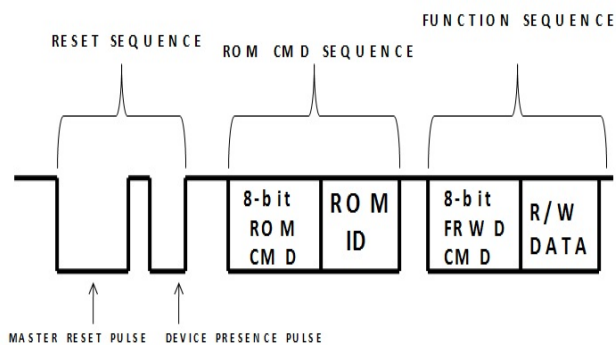 FUNCTION SEQUENCE
RESET SEQUENCE
ROM CMD SEQUENCE
8-bit
ROM
CMD
ROM
ID
8-bit
FRWD
CMD
R/W
DATA
MASTER RESET PULSE
DEVICE PRESENCE PULSE